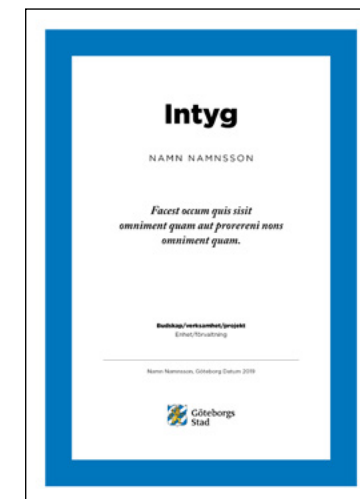 Intyg
NAMN NAMNSSON
Facest occum quis sisit
omniment quam aut prorereni nons
omniment quam.
Budskap/verksamhet/projekt
Enhet/förvaltning
Namn Namnsson, Göteborg Datum 2019
Göteborgs
Stad